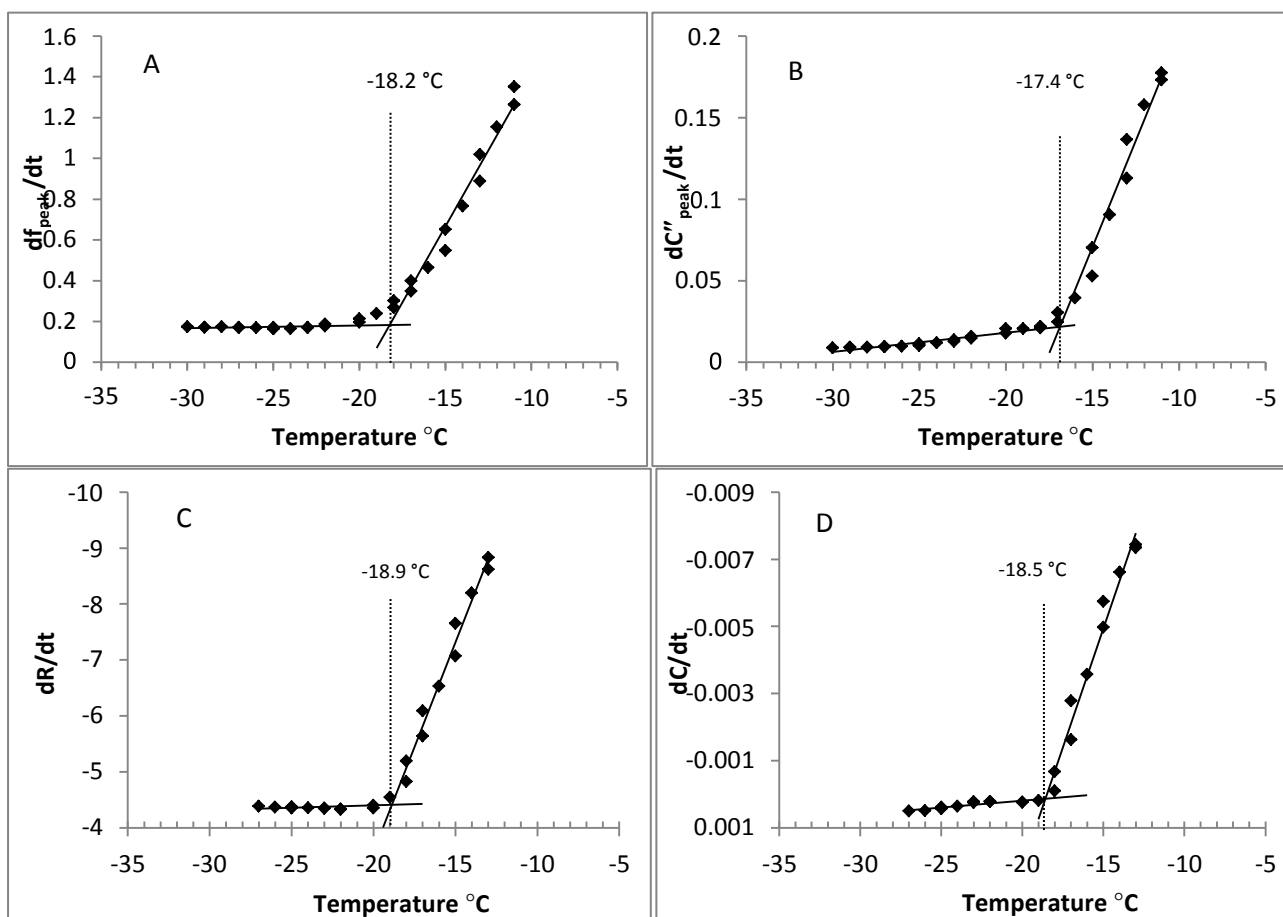 A
-18.2 °C
df peak/dt
1.6
1.4
1.2
1
0.8
0.6
0.4
0.2
0
-35 -30 -25 -20 -15 -10 -5
Temperature °C
B
-17.4 °C
dC″ peak/dt
0.2
0.15
0.1
0.05
0
-35 -30 -25 -20 -15 -10 -5
Temperature °C
C
-18.9 °C
dR/dt
-10
-9
-8
-7
-6
-5
-4
-35 -30 -25 -20 -15 -10 -5
Temperature °C
D
-18.5 °C
dC/dt
-0.009
-0.007
-0.005
-0.003
-0.001
0.001
-35 -30 -25 -20 -15 -10 -5
Temperature °C